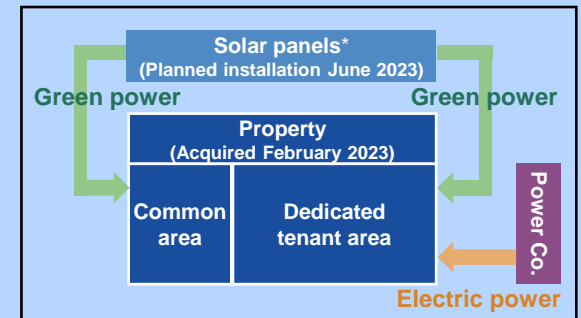 Solar panels*
(Planned installation June 2023)
Green power
Green power
Property
(Acquired February 2023)
Common
area
Dedicated
tenant area
Power Co.
Electric power